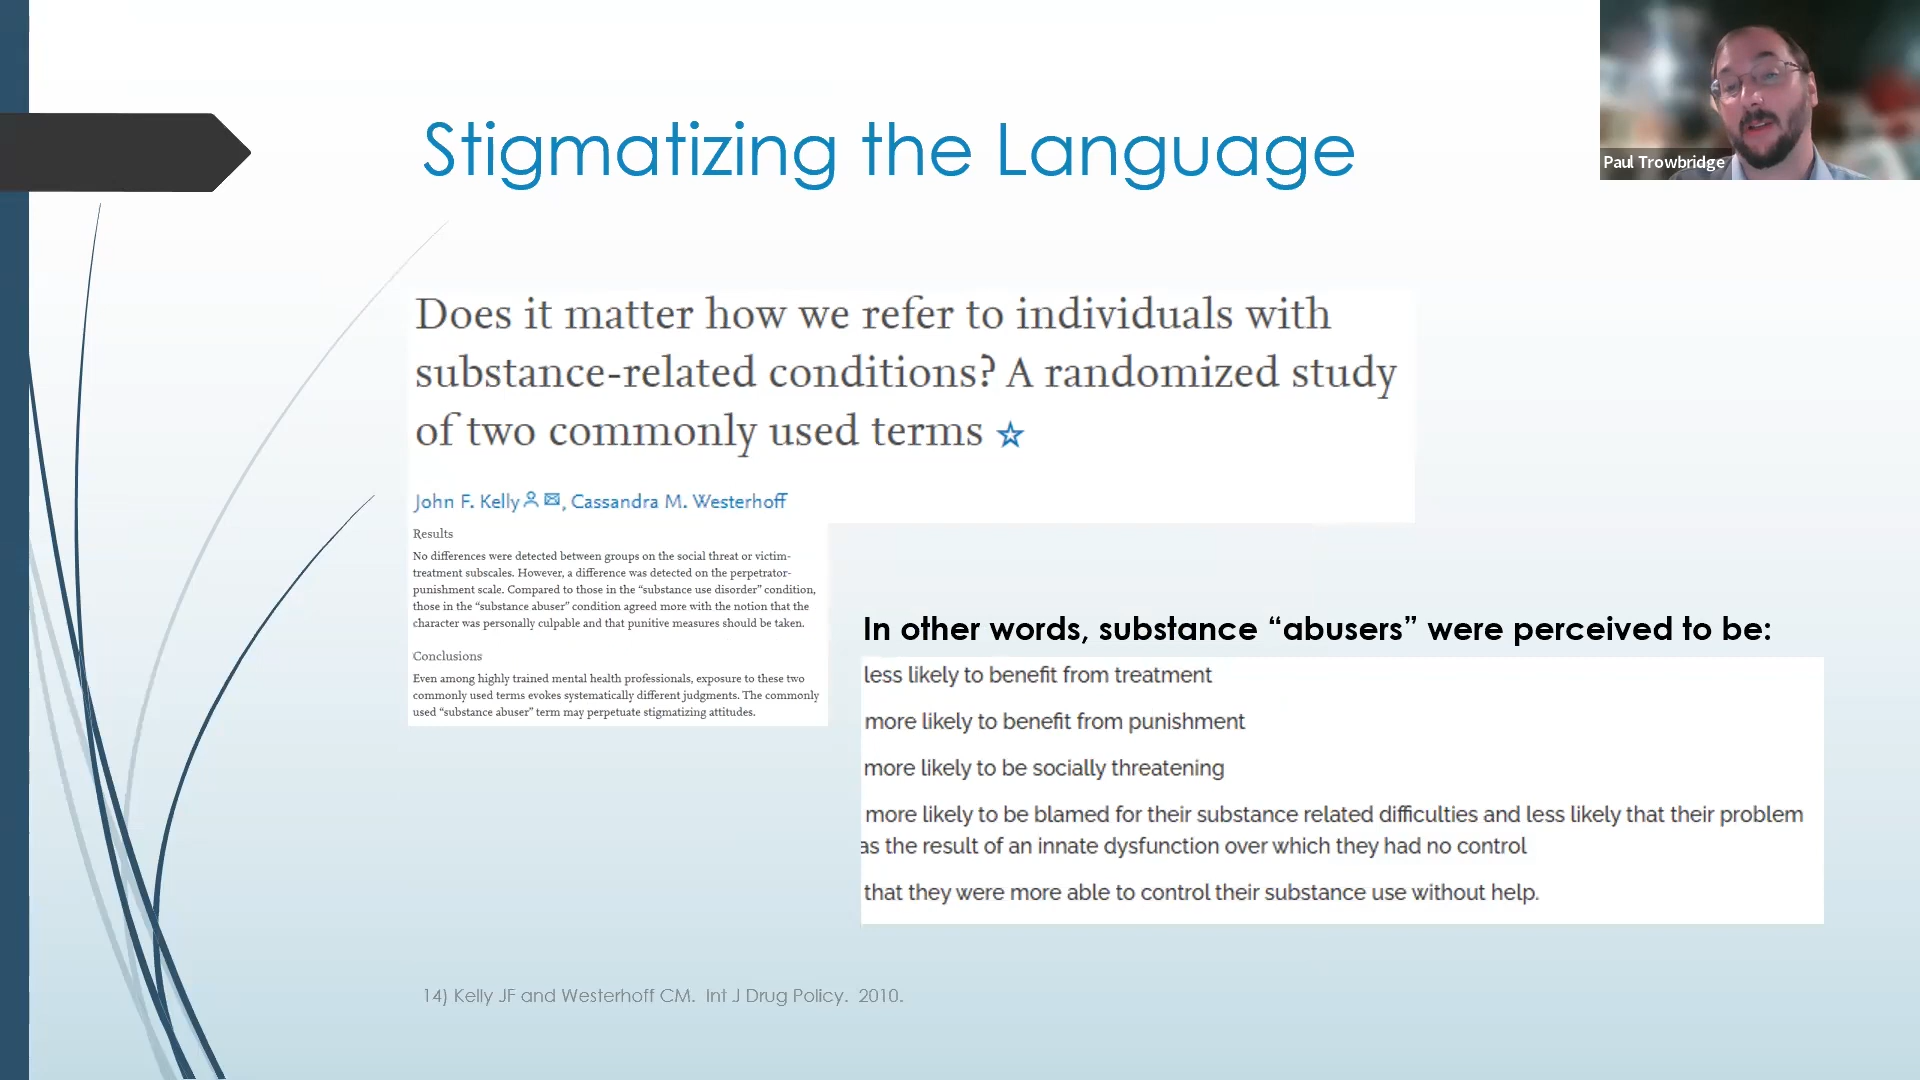 Stigmatizing the Language
Paul Trowbridge
Does it matter how we refer to individuals with
substance-related conditions? A randomized study
of two commonly used terms ☆
John F. Kelly, Cassandra M. Westerhoff
Results
No differences were detected between groups on the social threat or victim-
treatment subscales. However, a difference was detected on the perpetrator-
punishment scale. Compared to those in the “substance use disorder” condition,
those in the “substance abuser” condition agreed more with the notion that the
character was personally culpable and that punitive measures should be taken.
Conclusions
Even among highly trained mental health professionals, exposure to these two
commonly used terms evokes systematically different judgments. The commonly
used “substance abuser” term may perpetuate stigmatizing attitudes.
In other words, substance “abusers” were perceived to be:
less likely to benefit from treatment
more likely to benefit from punishment
more likely to be socially threatening
more likely to be blamed for their substance related difficulties and less likely that their problem
as the result of an innate dysfunction over which they had no control
that they were more able to control their substance use without help.
14) Kelly JF and Westerhoff CM. Int J Drug Policy. 2010.